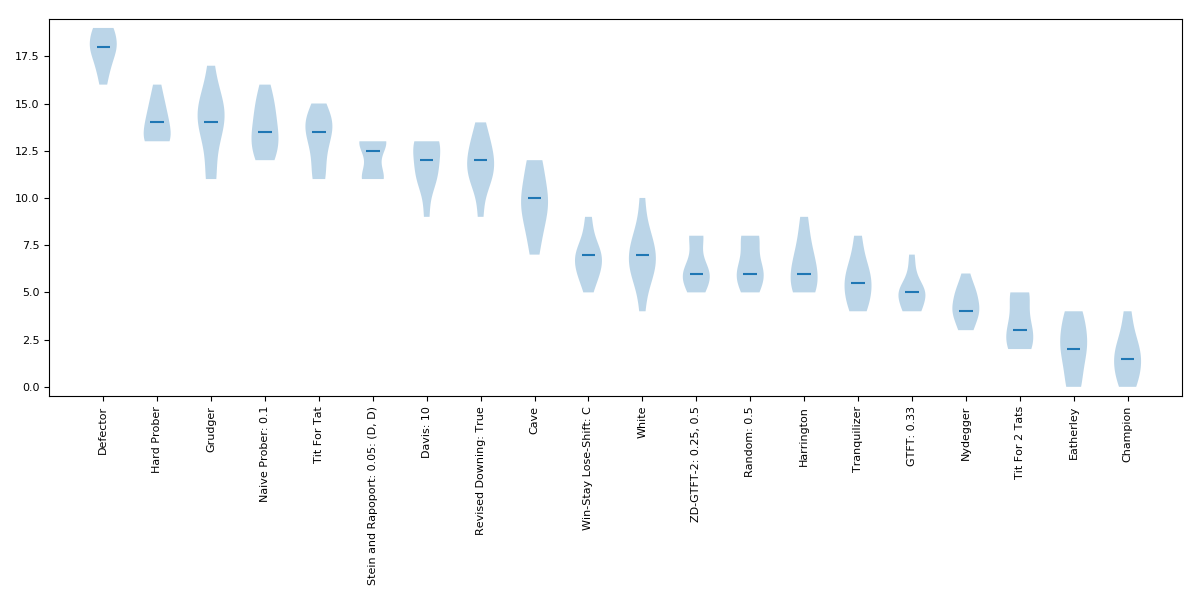 17.5
15.0
12.5
10.0
7.5
5.0
2.5
0.0
Defector
Hard Prober
Grudger
Naive Prober: 0.1
Tit For Tat
Stein and Rapoport: 0.05: (D, D)
Davis: 10
Revised Downing: True
Cave
Win-Stay Lose-Shift: C
White
ZD-GTFT-2: 0.25, 0.5
Random: 0.5
Harrington
Tranquilizer
GTFT: 0.33
Nydegger
Tit For 2 Tats
Eatherley
Champion